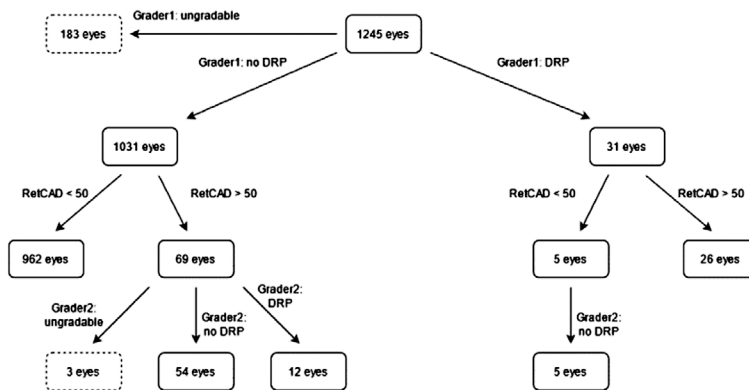 Grader1: ungradable
183 eyes
1245 eyes
Grader1: no DRP
Grader1: DRP
1031 eyes
31 eyes
RetCAD < 50
RetCAD > 50
RetCAD < 50
RetCAD > 50
962 eyes
69 eyes
5 eyes
26 eyes
Grader2:
ungradable
Grader2:
no DRP
Grader2:
DRP
Grader2:
no DRP
3 eyes
54 eyes
12 eyes
5 eyes